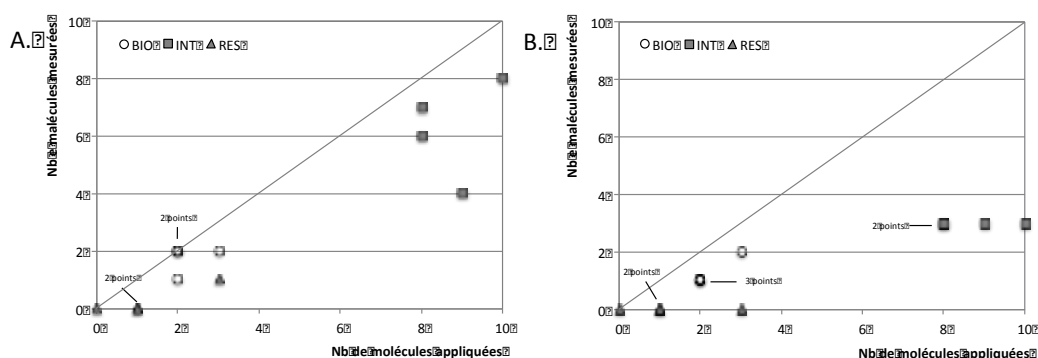 A.
10
○ BIO ■ INT ▲ RES
8
6
4
2
0
Nb de malécules mesurées
2 points
2 points
0 2 4 6 8 10
Nb de molécules appliquées
B.
10
○ BIO ■ INT ▲ RES
8
6
4
2
0
Nb de malécules mesurées
2 points
2 points
3 points
0 2 4 6 8 10
Nb de molécules appliquées